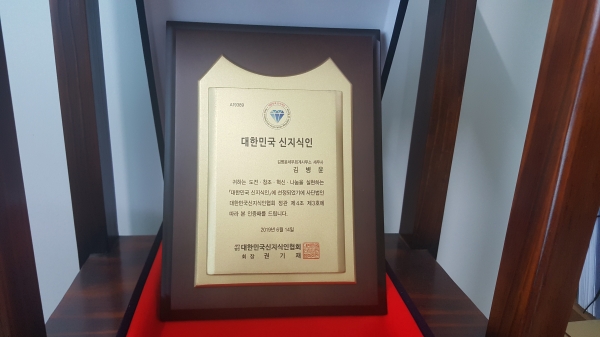 대한민국 신지식인
세무사
귀하는 도전·창조·혁신·나눔을 실천하는
「대한민국 신지식인」에 선정되었기에 사단법인
대한민국신지식인협회 정관 제4조 제3호에
따라 본 인증패를 드립니다.
2019년 6월 14일
대한민국신지식인협회
회장 권기재